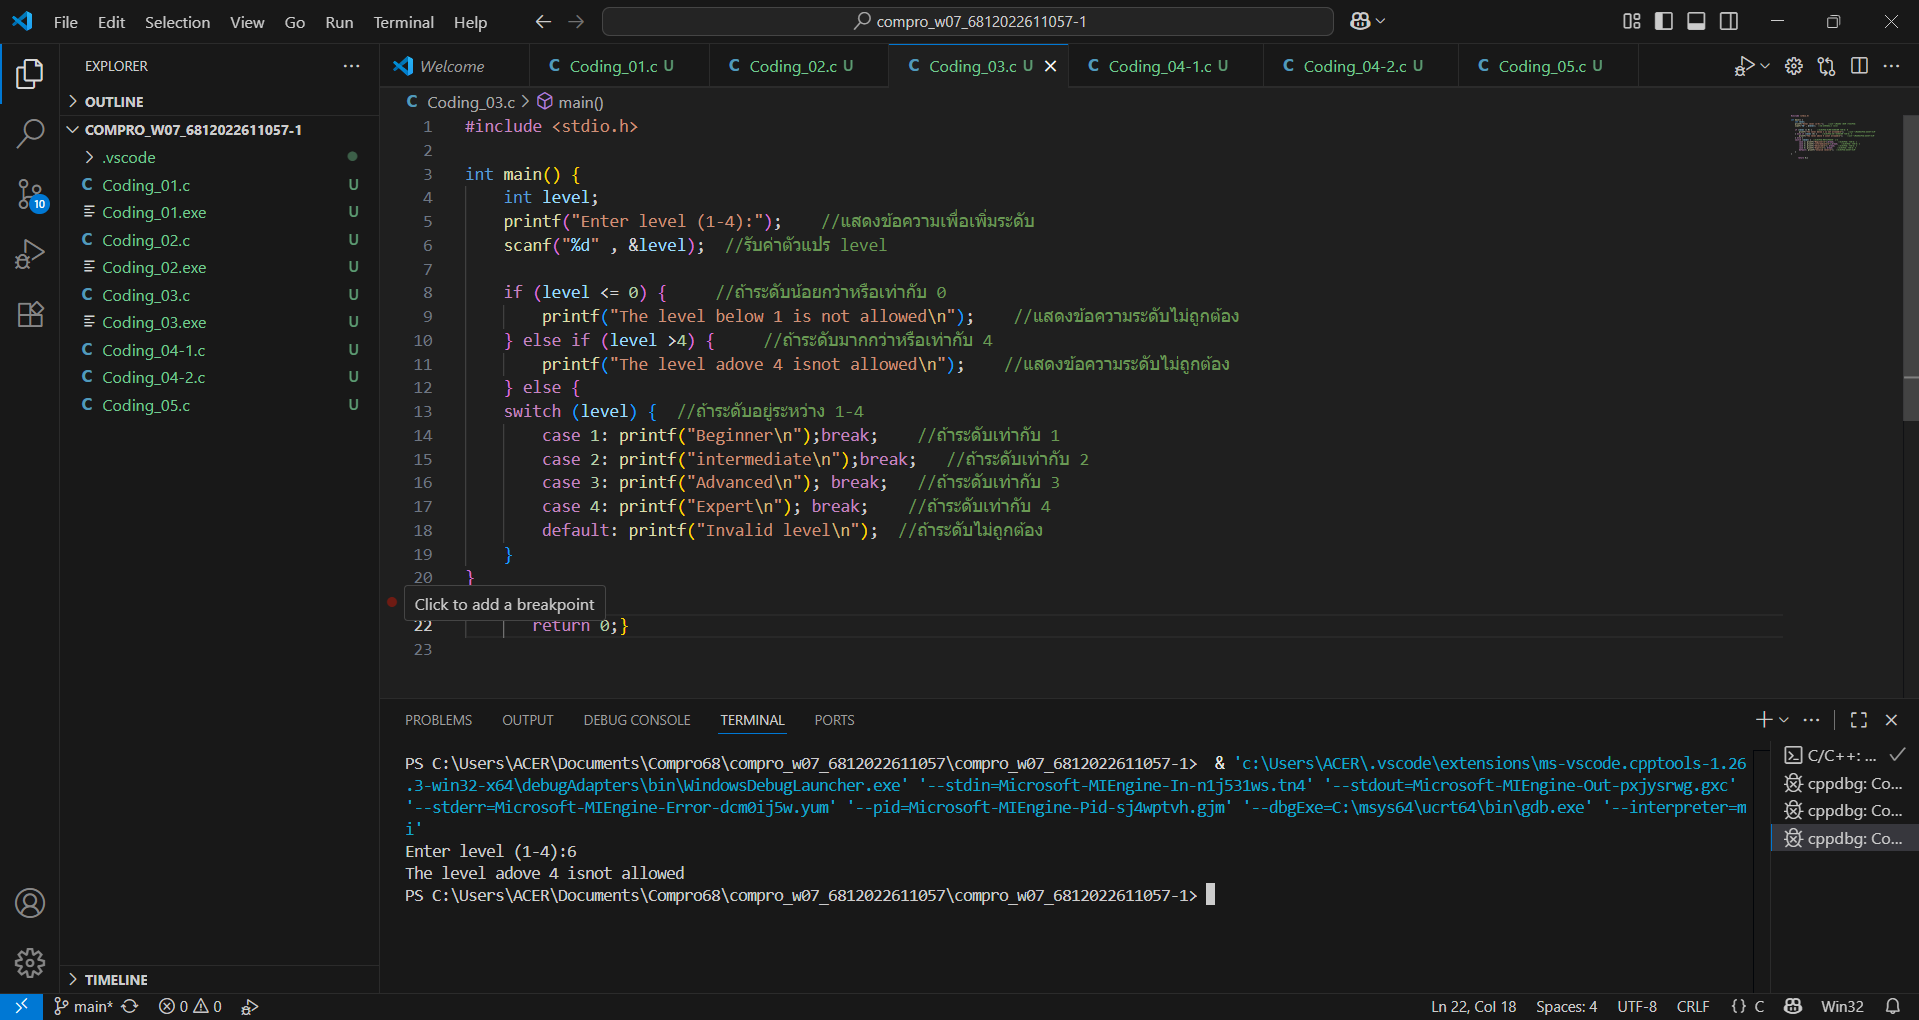 File Edit Selection View Go Run Terminal Help
compro_w07_6812022611057-1
EXPLORER
OUTLINE
COMPRO_W07_6812022611057-1
.vscode
Coding_01.c U
Coding_01.exe U
Coding_02.c U
Coding_02.exe U
Coding_03.c U
Coding_03.exe U
Coding_04-1.c U
Coding_04-2.c U
Coding_05.c U
TIMELINE
Welcome
Coding_01.c U
Coding_02.c U
Coding_03.c U
Coding_04-1.c U
Coding_04-2.c U
Coding_05.c U
Coding_03.c > main()
1 #include <stdio.h>
2
3 int main() {
4 int level;
5 printf("Enter level (1-4):"); //แสดงข้อความเพื่อเพิ่มระดับ
6 scanf("%d" , &level); //รับค่าตัวแปร level
7
8 if (level <= 0) { //ถ้าระดับน้อยกว่าหรือเท่ากับ 0
9 printf("The level below 1 is not allowed\n"); //แสดงข้อความระดับไม่ถูกต้อง
10 } else if (level >4) { //ถ้าระดับมากกว่าหรือเท่ากับ 4
11 printf("The level adove 4 isnot allowed\n"); //แสดงข้อความระดับไม่ถูกต้อง
12 } else {
13 switch (level) { //ถ้าระดับอยู่ระหว่าง 1-4
14 case 1: printf("Beginner\n");break; //ถ้าระดับเท่ากับ 1
15 case 2: printf("intermediate\n");break; //ถ้าระดับเท่ากับ 2
16 case 3: printf("Advanced\n"); break; //ถ้าระดับเท่ากับ 3
17 case 4: printf("Expert\n"); break; //ถ้าระดับเท่ากับ 4
18 default: printf("Invalid level\n"); //ถ้าระดับไม่ถูกต้อง
19 }
20 }
Click to add a breakpoint
22 return 0;}
23
PROBLEMS OUTPUT DEBUG CONSOLE TERMINAL PORTS
PS C:\Users\ACER\Documents\Compro68\compro_w07_6812022611057\compro_w07_6812022611057-1> & 'c:\Users\ACER\.vscode\extensions\ms-vscode.cpptools-1.26
.3-win32-x64\debugAdapters\bin\WindowsDebugLauncher.exe' '--stdin=Microsoft-MIEngine-In-n1j531ws.tn4' '--stdout=Microsoft-MIEngine-Out-pxjysrwg.gxc'
'--stderr=Microsoft-MIEngine-Error-dcm0ij5w.yum' '--pid=Microsoft-MIEngine-Pid-sj4wptvh.gjm' '--dbgExe=C:\msys64\ucrt64\bin\gdb.exe' '--interpreter=m
i'
Enter level (1-4):6
The level adove 4 isnot allowed
PS C:\Users\ACER\Documents\Compro68\compro_w07_6812022611057\compro_w07_6812022611057-1>
C/C++: ...
cppdbg: Co...
cppdbg: Co...
cppdbg: Co...
10
main* 0 0
Ln 22, Col 18 Spaces: 4 UTF-8 CRLF {} C Win32